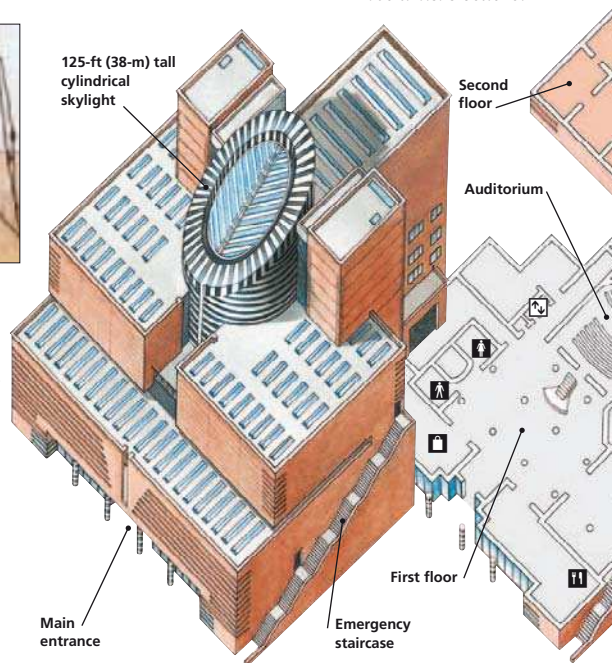 125-ft (38-m) tall
cylindrical
skylight
Second
floor
Auditorium
First floor
Main
entrance
Emergency
staircase